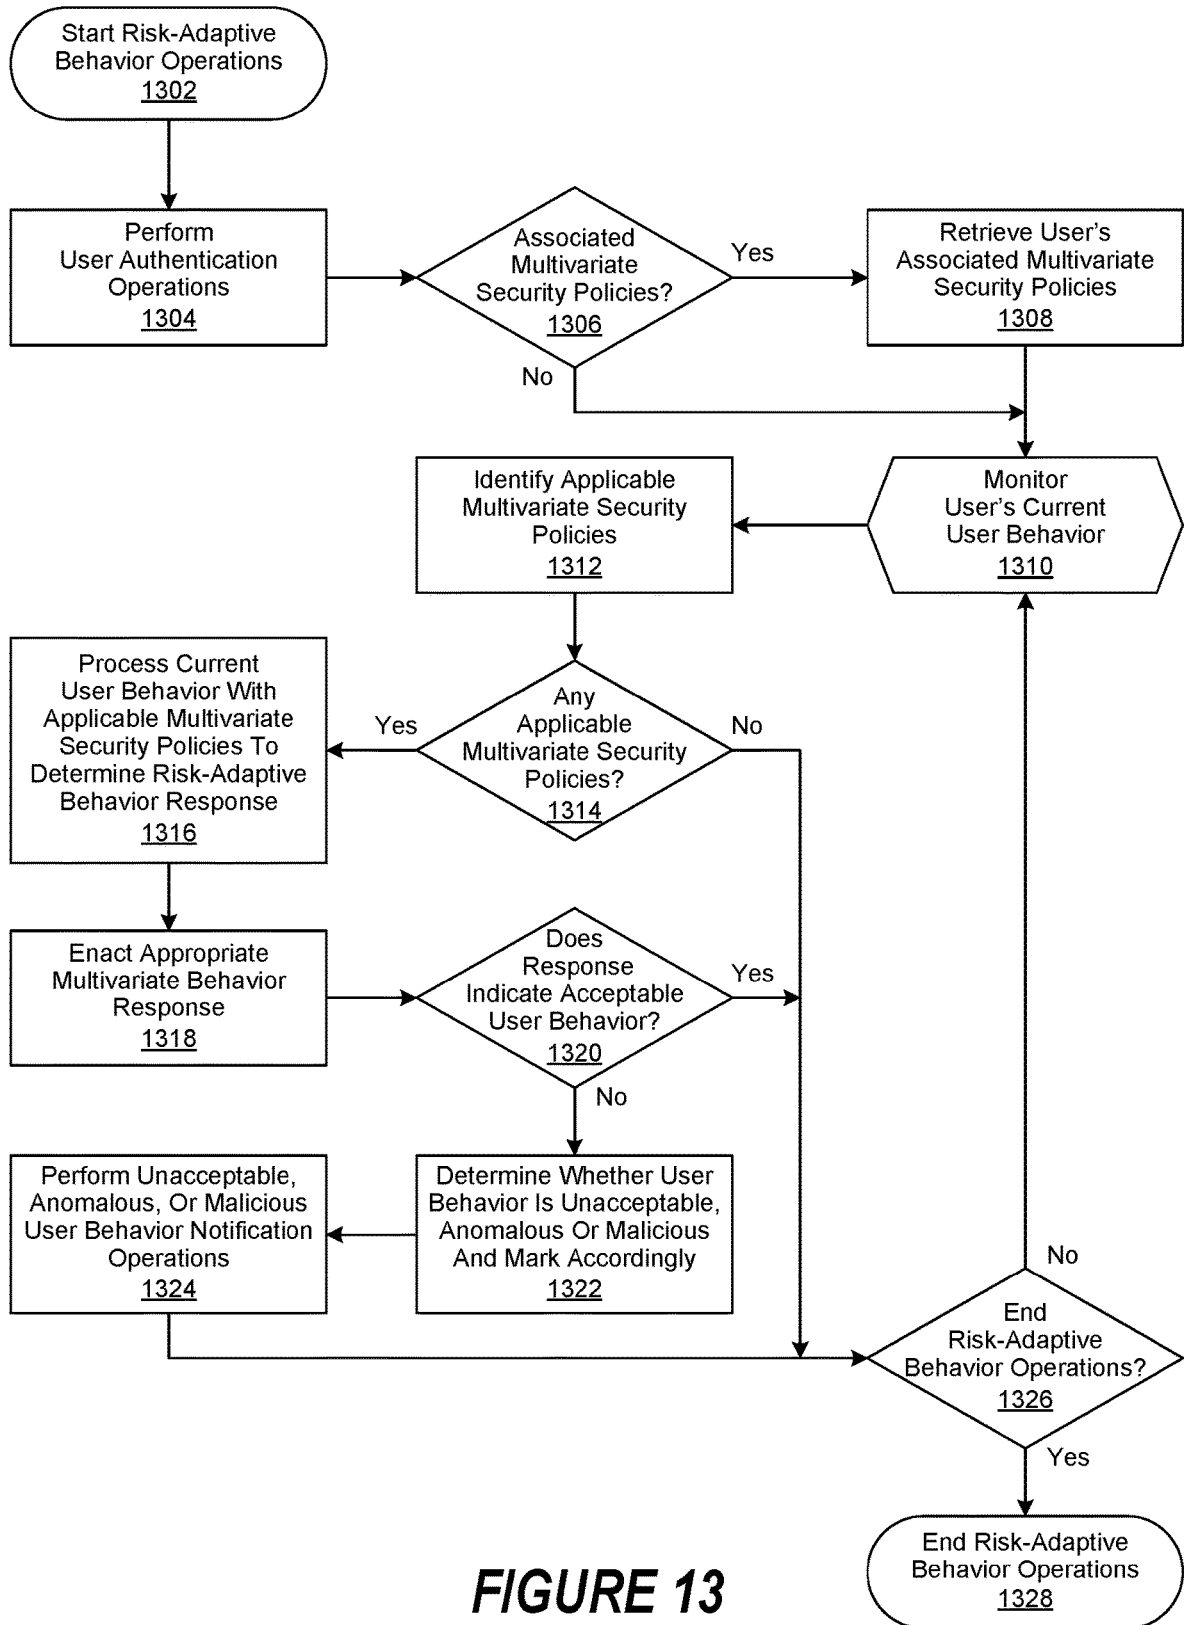 Start Risk-Adaptive
Behavior Operations
1302
Perform
User Authentication
Operations
1304
Associated
Multivariate
Security Policies?
1306
Yes
No
Retrieve User's
Associated Multivariate
Security Policies
1308
Monitor
User's Current
User Behavior
1310
Identify Applicable
Multivariate Security
Policies
1312
Any
Applicable
Multivariate Security
Policies?
1314
Yes
No
Process Current
User Behavior With
Applicable Multivariate
Security Policies To
Determine Risk-Adaptive
Behavior Response
1316
Enact Appropriate
Multivariate Behavior
Response
1318
Does
Response
Indicate Acceptable
User Behavior?
1320
Yes
No
Determine Whether User
Behavior Is Unacceptable,
Anomalous Or Malicious
And Mark Accordingly
1322
Perform Unacceptable,
Anomalous, Or Malicious
User Behavior Notification
Operations
1324
No
End
Risk-Adaptive
Behavior Operations?
1326
Yes
End Risk-Adaptive
Behavior Operations
1328
FIGURE 13